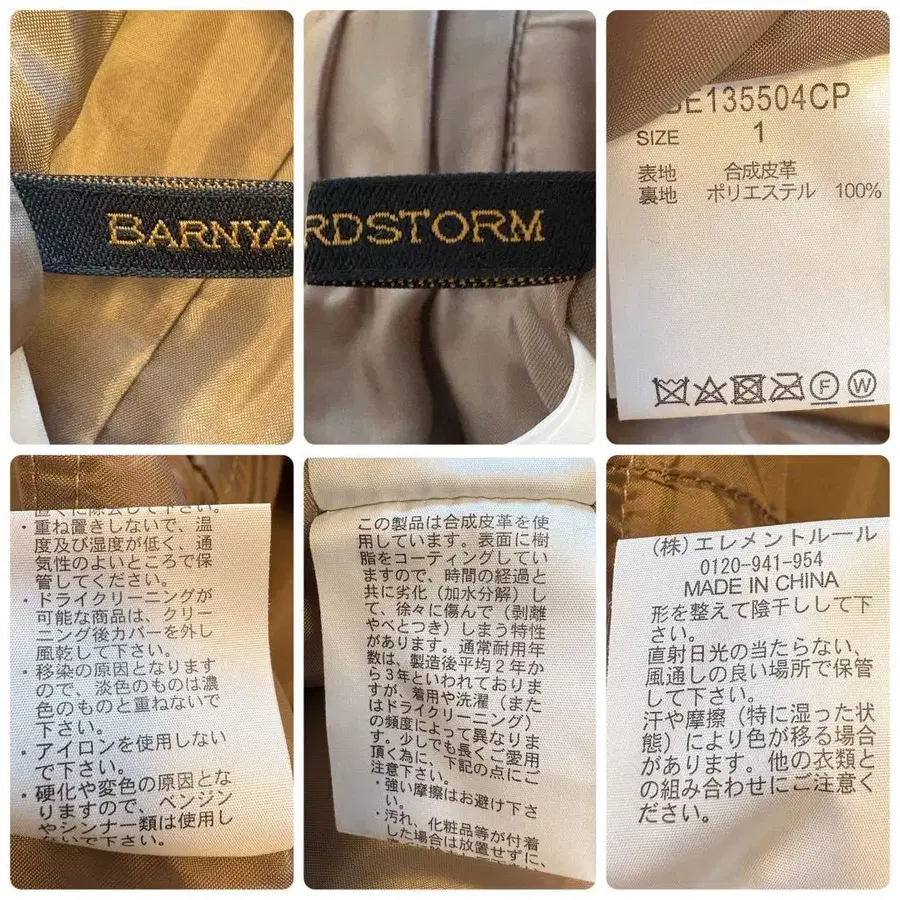 BARNYA
RDSTORM
BE135504CP
SIZE 1
表地 合成皮革
裏地 ポリエステル 100%
F W
直ぐに除去して下さい。
・重ね置きしないで、温
度及び湿度が低く、通
気性のよいところで保
管してください。
・ドライクリーニングが
可能な商品は、クリー
ニング後カバーを外し
風乾して下さい。
・移染の原因となります
ので、淡色のものは濃
色のものと重ねないで
下さい。
・アイロンを使用しない
で下さい。
・硬化や変色の原因とな
りますので、ベンジン
やシンナー類は使用し
ないで下さい。
この製品は合成皮革を使
用しています。表面に樹
脂をコーティングしてい
ますので、時間の経過と
共に劣化（加水分解）し
て、徐々に傷んで（剥離
やべとつき）しまう特性
があります。通常耐用年
数は、製造後平均２年か
ら３年といわれておりま
すが、着用や洗濯（また
はドライクリーニング）
の頻度によって異なりま
す。少しでも長くご愛用
頂く為に、下記の点にご
注意下さい。
・強い摩擦はお避け下さ
い。
・汚れ、化粧品等が付着
した場合は放置せずに、
（株）エレメントルール
0120-941-954
MADE IN CHINA
形を整えて陰干しして下
さい。
直射日光の当たらない、
風通しの良い場所で保管
して下さい。
汗や摩擦（特に湿った状
態）により色が移る場合
があります。他の衣類と
の組み合わせにご注意く
ださい。